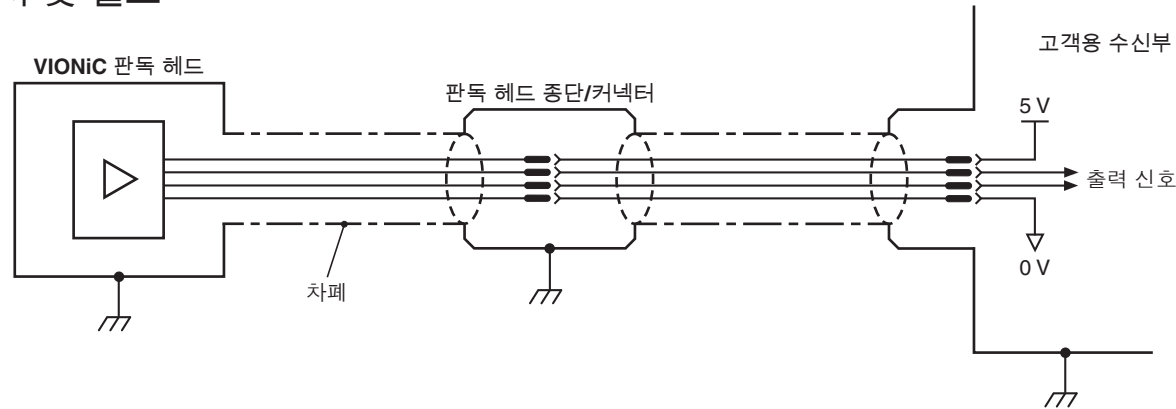 고객용 수신부
VIONiC 판독 헤드
판독 헤드 종단/커넥터
5 V
출력 신호
0 V
차폐